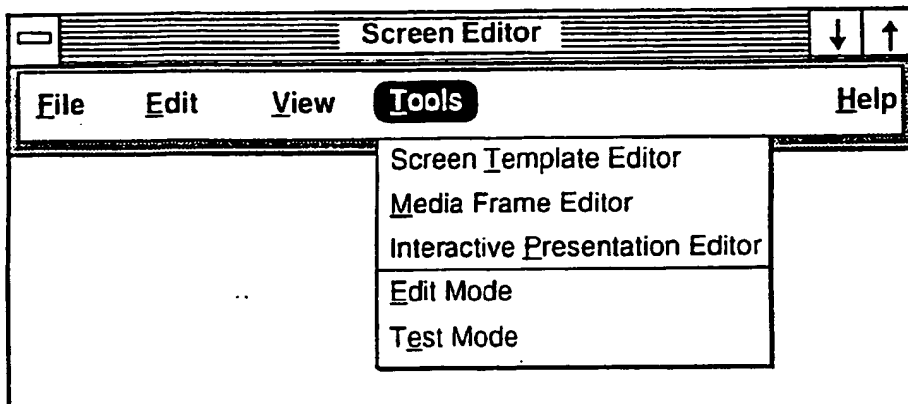 Screen Editor
File Edit View Tools Help
Screen Template Editor
Media Frame Editor
Interactive Presentation Editor
Edit Mode
Test Mode